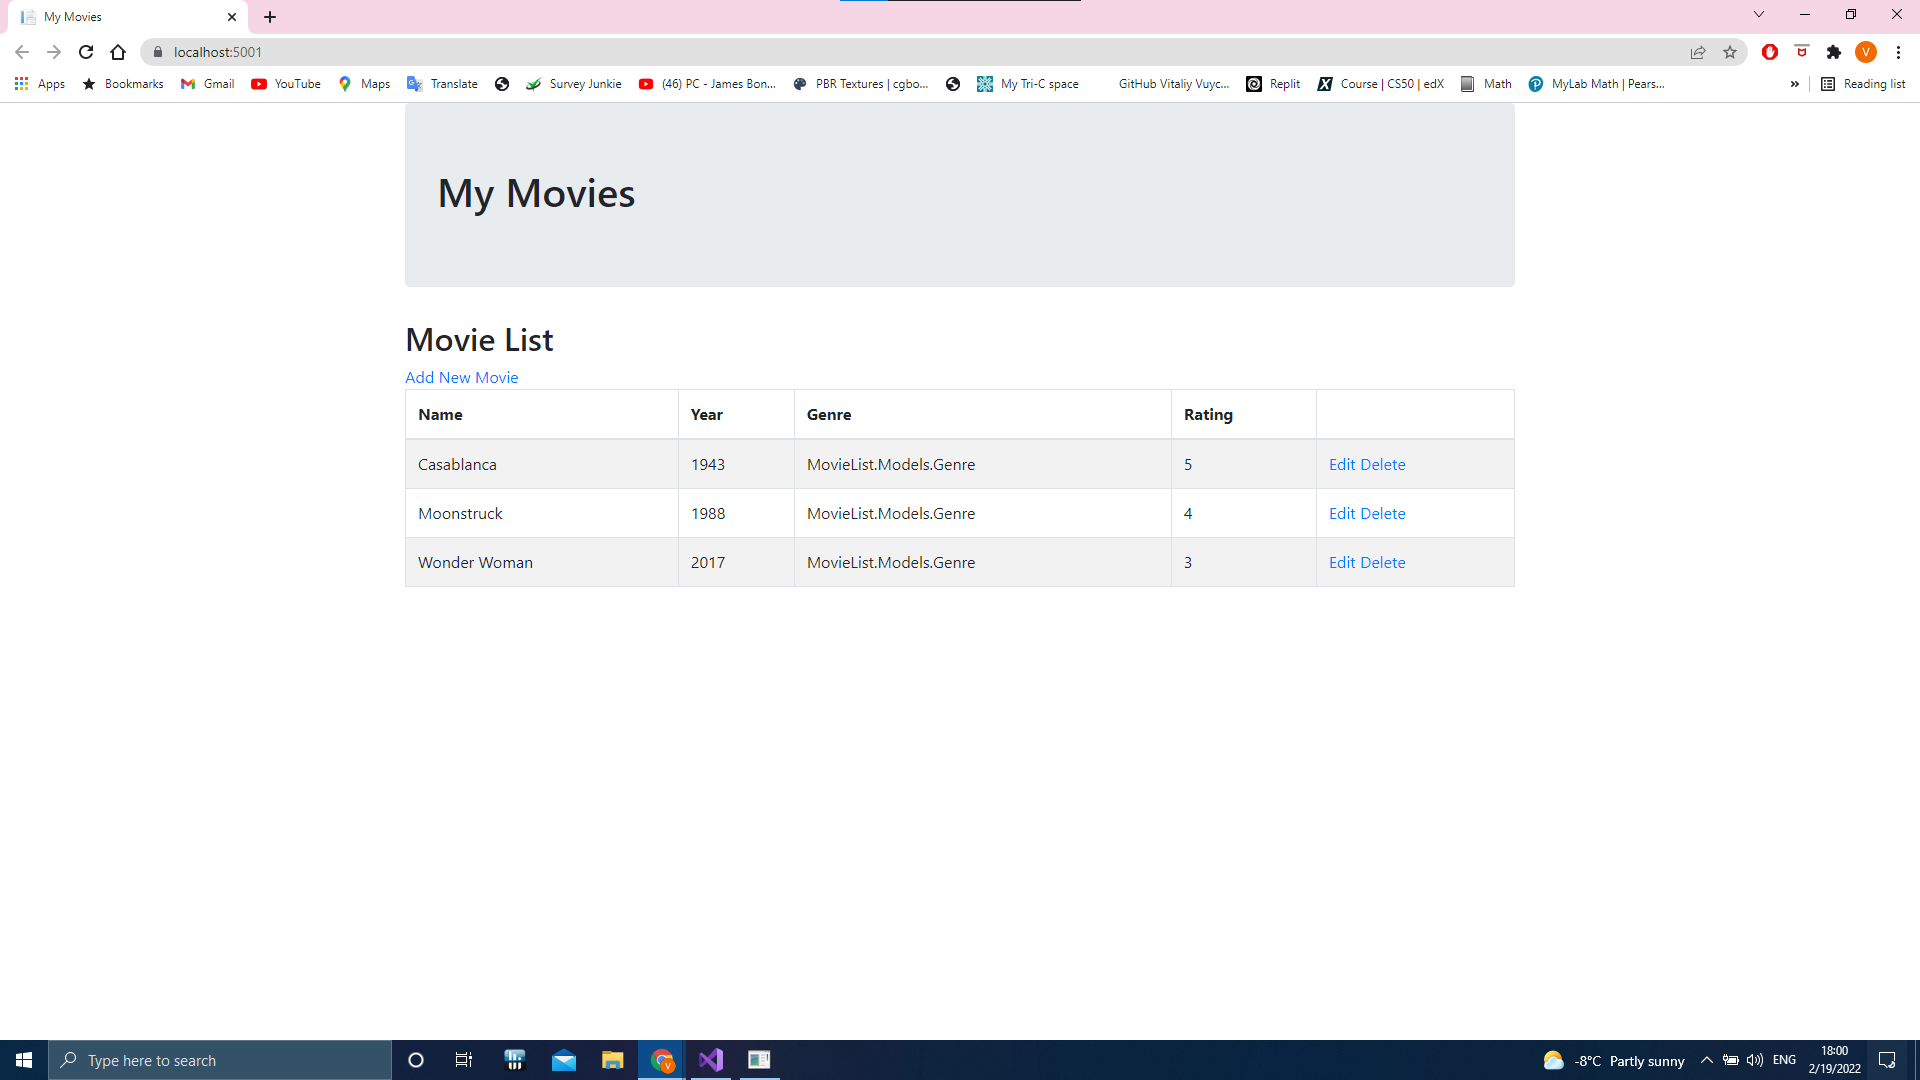 My Movies
localhost:5001
V
Apps Bookmarks Gmail YouTube Maps Translate Survey Junkie (46) PC - James Bon... PBR Textures | cgbo... My Tri-C space GitHub Vitaliy Vuyc... Replit Course | CS50 | edX Math MyLab Math | Pears... » Reading list
My Movies
Movie List
Add New Movie
Name Year Genre Rating
Casablanca 1943 MovieList.Models.Genre 5 Edit Delete
Moonstruck 1988 MovieList.Models.Genre 4 Edit Delete
Wonder Woman 2017 MovieList.Models.Genre 3 Edit Delete
Type here to search -8°C Partly sunny ENG 18:00
2/19/2022